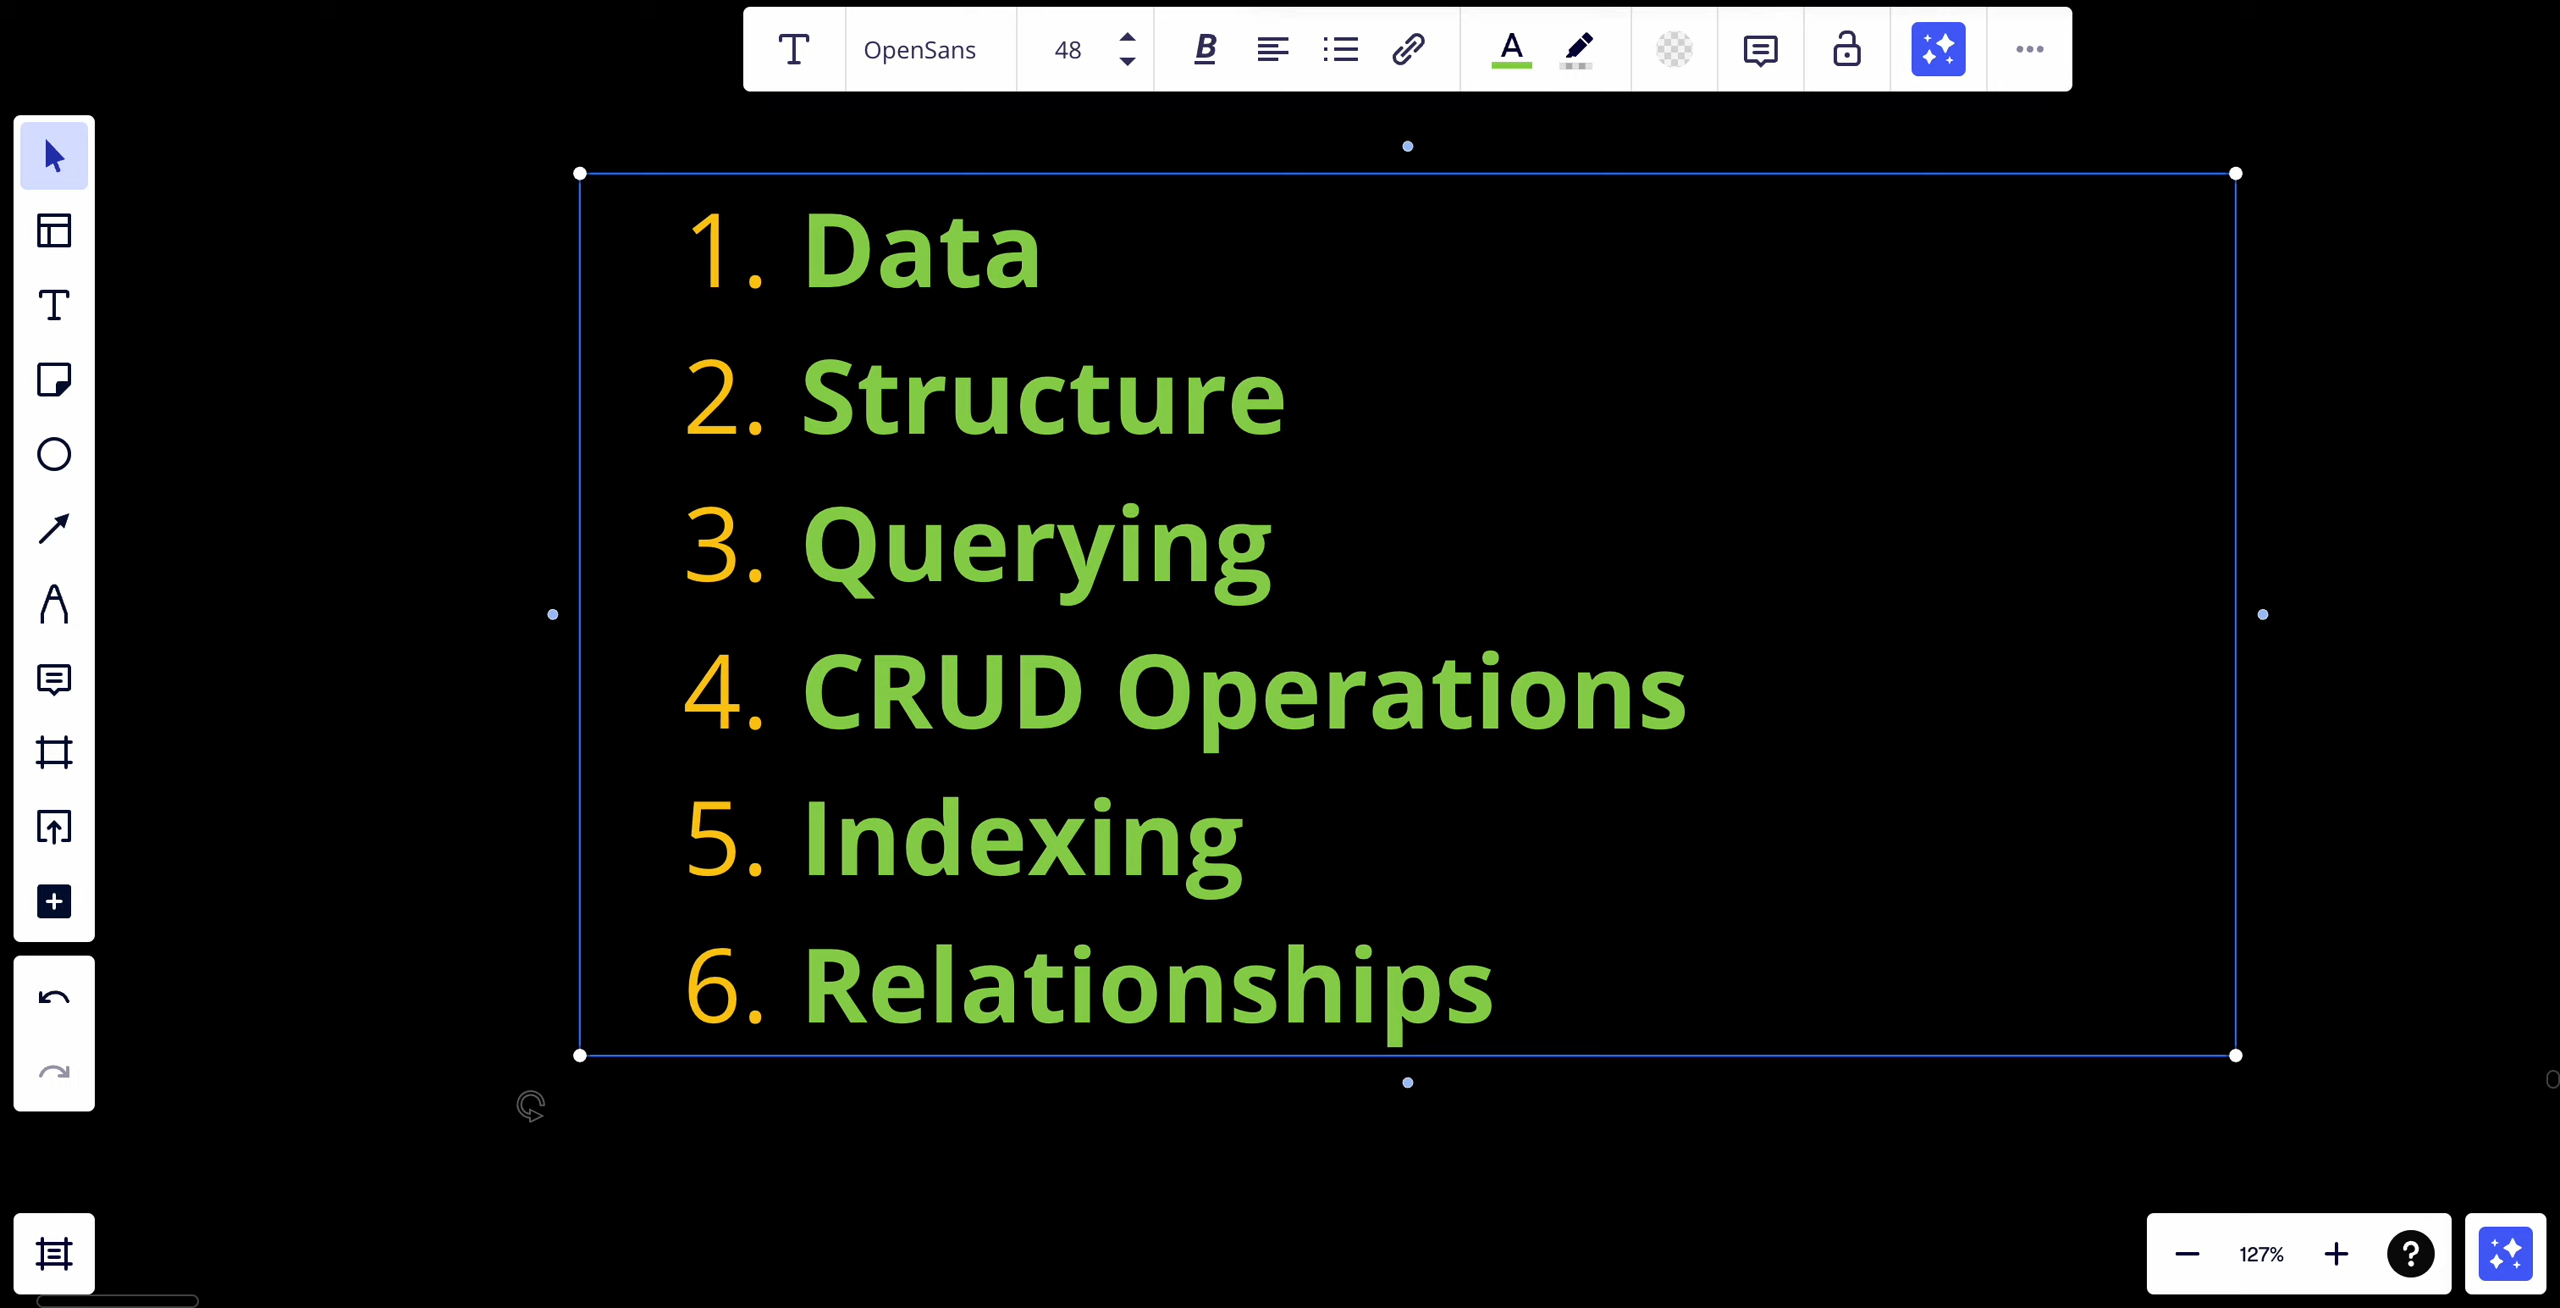 OpenSans 48 B A
1. Data
2. Structure
3. Querying
4. CRUD Operations
5. Indexing
6. Relationships
127% ?